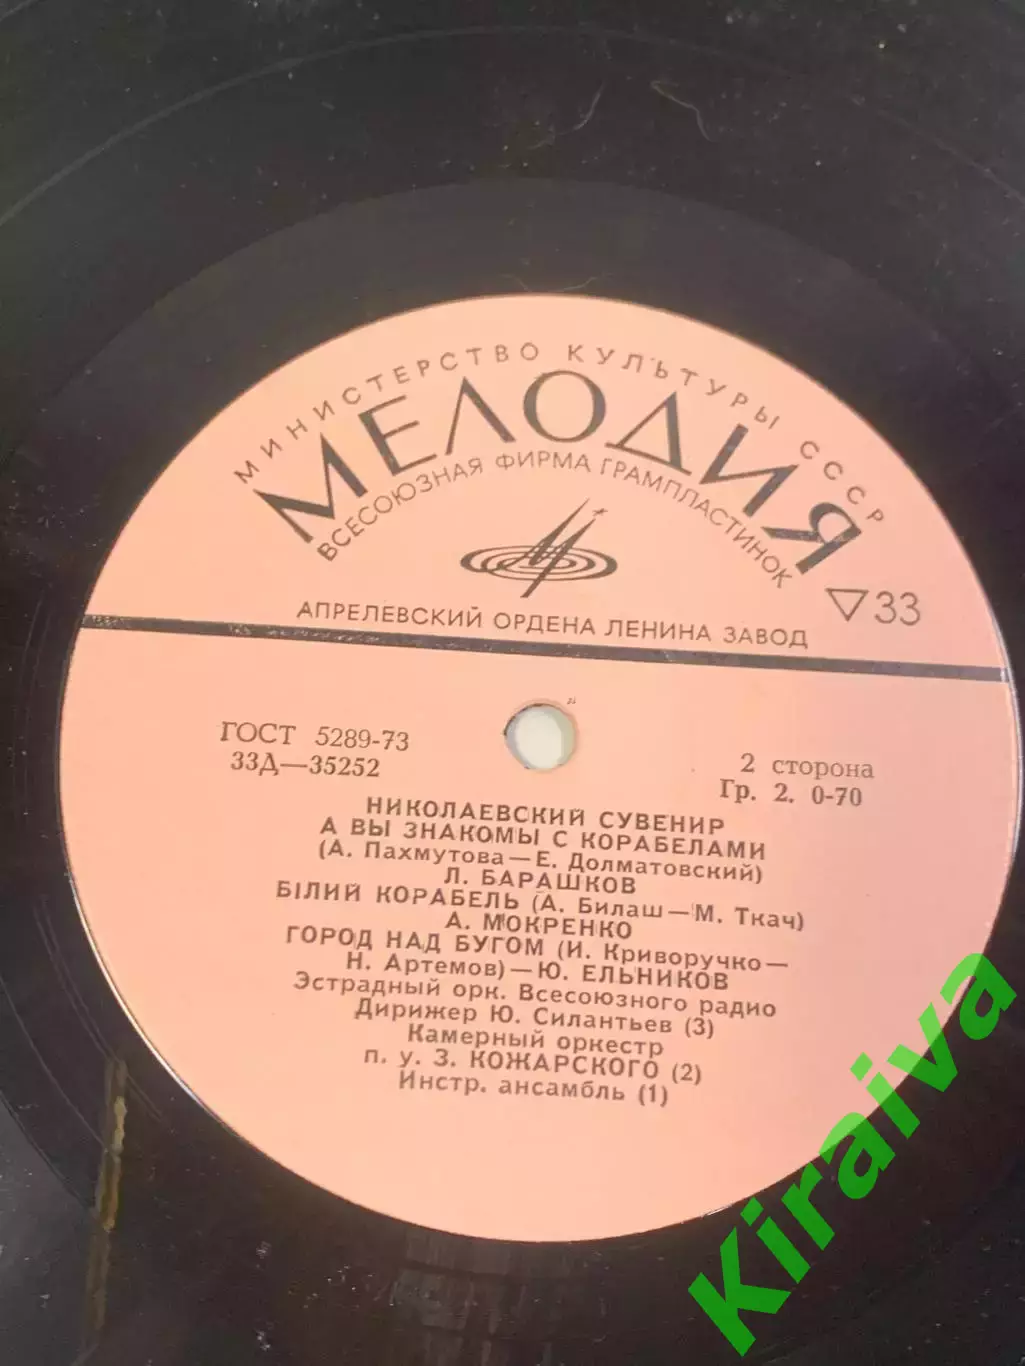 МИНИСТЕРСТВО КУЛЬТУРЫ СССР
МЕЛОДИЯ
ВСЕСОЮЗНАЯ ФИРМА ГРАМПЛАСТИНОК
▽33
АПРЕЛЕВСКИЙ ОРДЕНА ЛЕНИНА ЗАВОД
ГОСТ 5289-73
33Д—35252
2 сторона
Гр. 2. 0-70
НИКОЛАЕВСКИЙ СУВЕНИР
А ВЫ ЗНАКОМЫ С КОРАБЕЛАМИ
(А. Пахмутова—Е. Долматовский)
Л. БАРАШКОВ
БІЛИЙ КОРАБЕЛЬ (А. Билаш—М. Ткач)
А. МОКРЕНКО
ГОРОД НАД БУГОМ (И. Криворучко—
Н. Артемов)—Ю. ЕЛЬНИКОВ
Эстрадный орк. Всесоюзного радио
Дирижер Ю. Силантьев (3)
Камерный оркестр
п. у. З. КОЖАРСКОГО (2)
Инстр. ансамбль (1)
Kiraiva